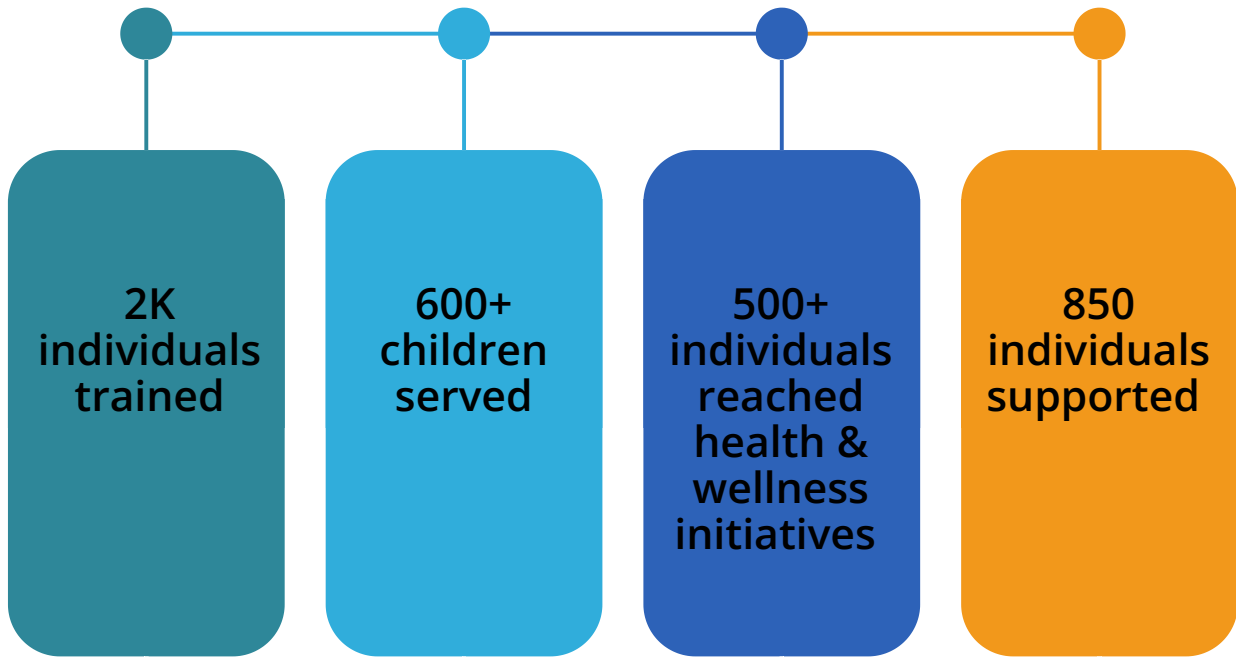 2K
individuals
trained
600+
children
served
500+
individuals
reached
health &
wellness
initiatives
850
individuals
supported